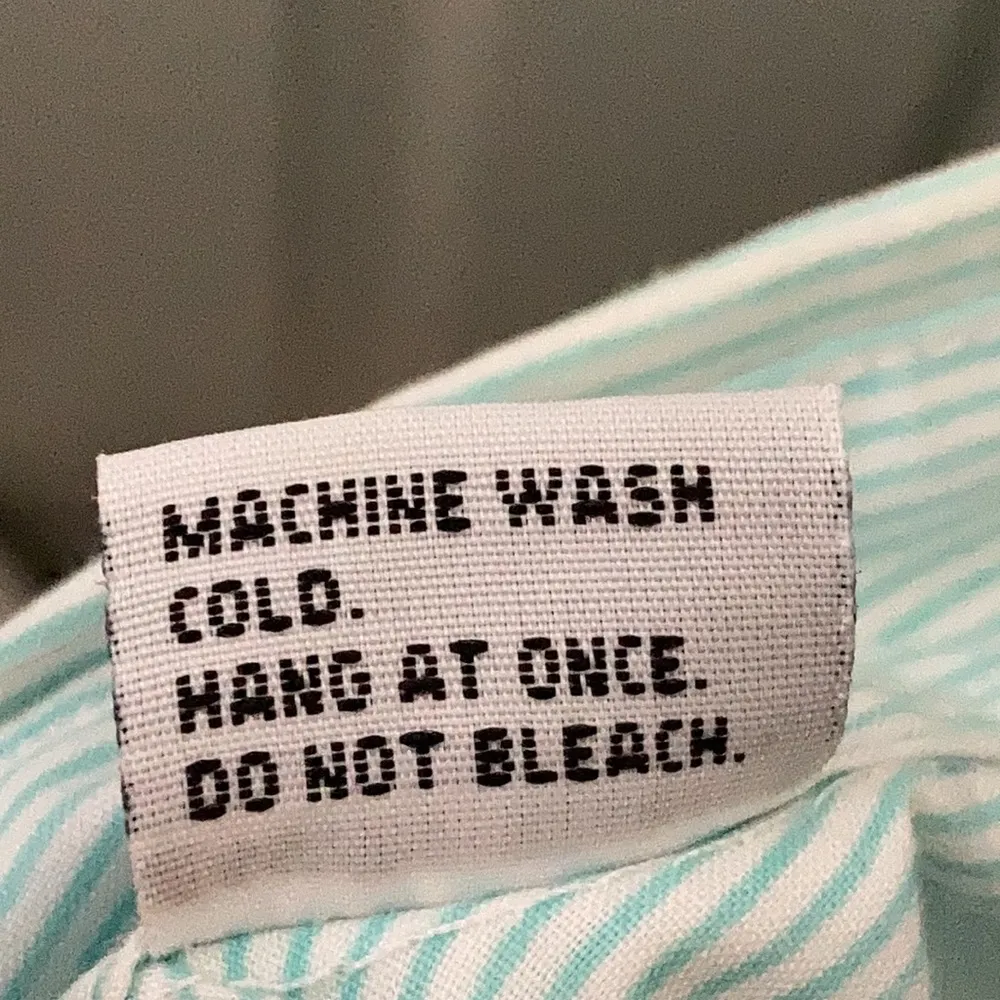 MACHINE WASH
COLD.
HANG AT ONCE.
DO NOT BLEACH.